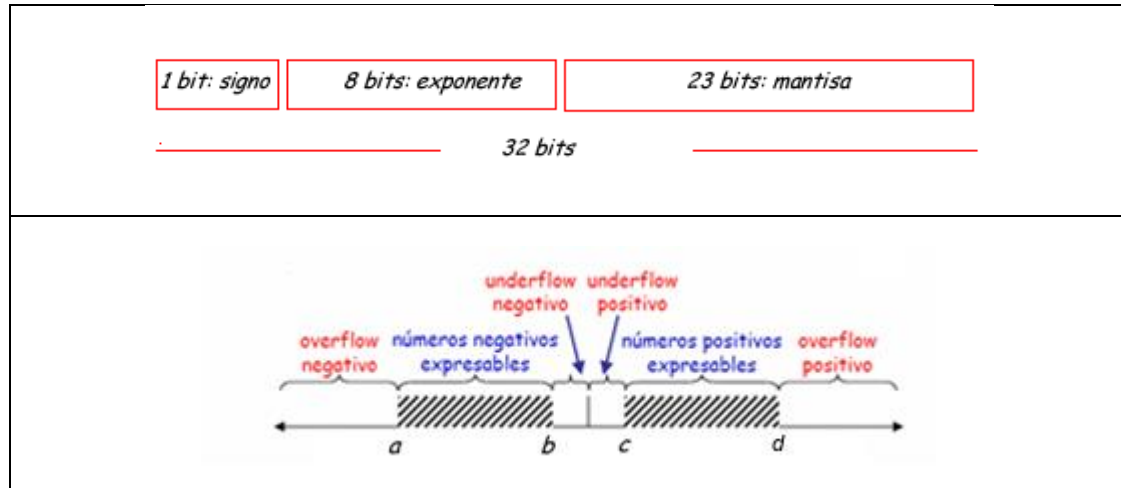 1 bit: signo 8 bits: exponente 23 bits: mantisa
32 bits
underflow underflow
negativo positivo
overflow números negativos números positivos overflow
negativo expresables expresables positivo
a b c d